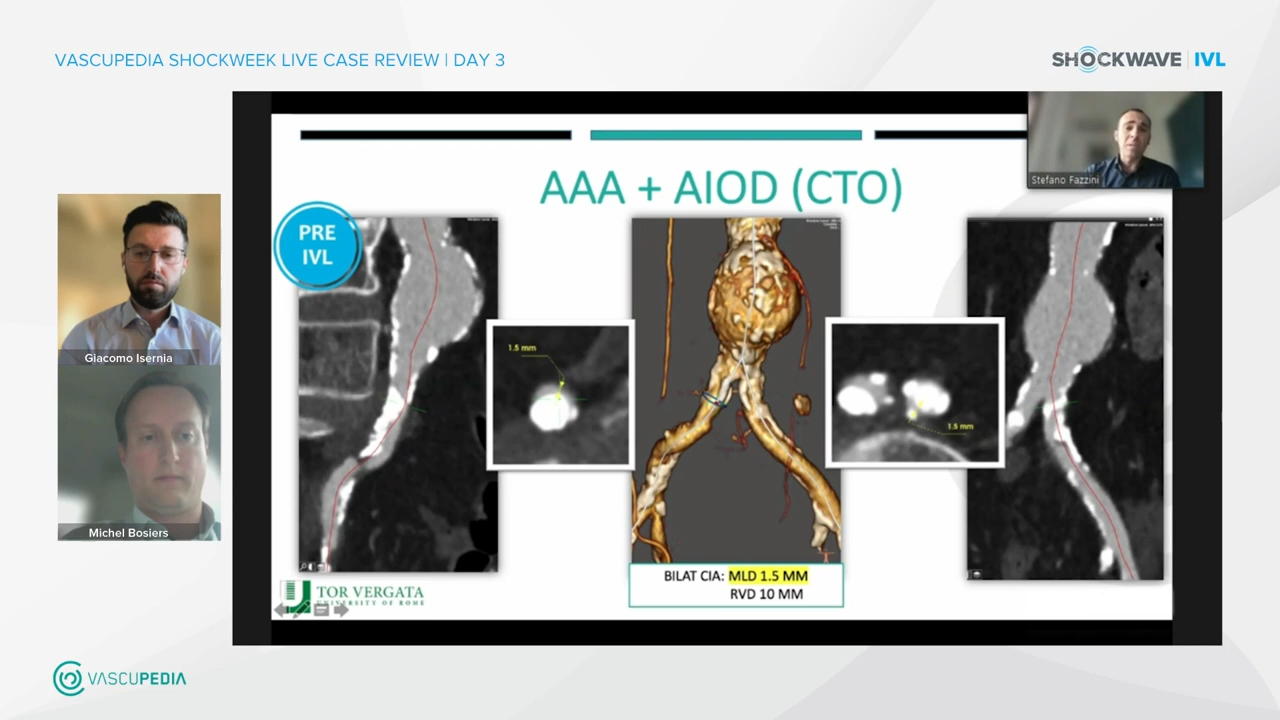 VASCUPEDIA SHOCKWEEK LIVE CASE REVIEW | DAY 3
SHOCKWAVE | IVL
Stefano Fazzini
AAA + AIOD (CTO)
PRE
IVL
1.5 mm
1.5 mm
Giacomo Isernia
Michel Bosiers
BILAT CIA: MLD 1.5 MM
RVD 10 MM
TOR VERGATA
UNIVERSITY OF ROME
VASCUPEDIA